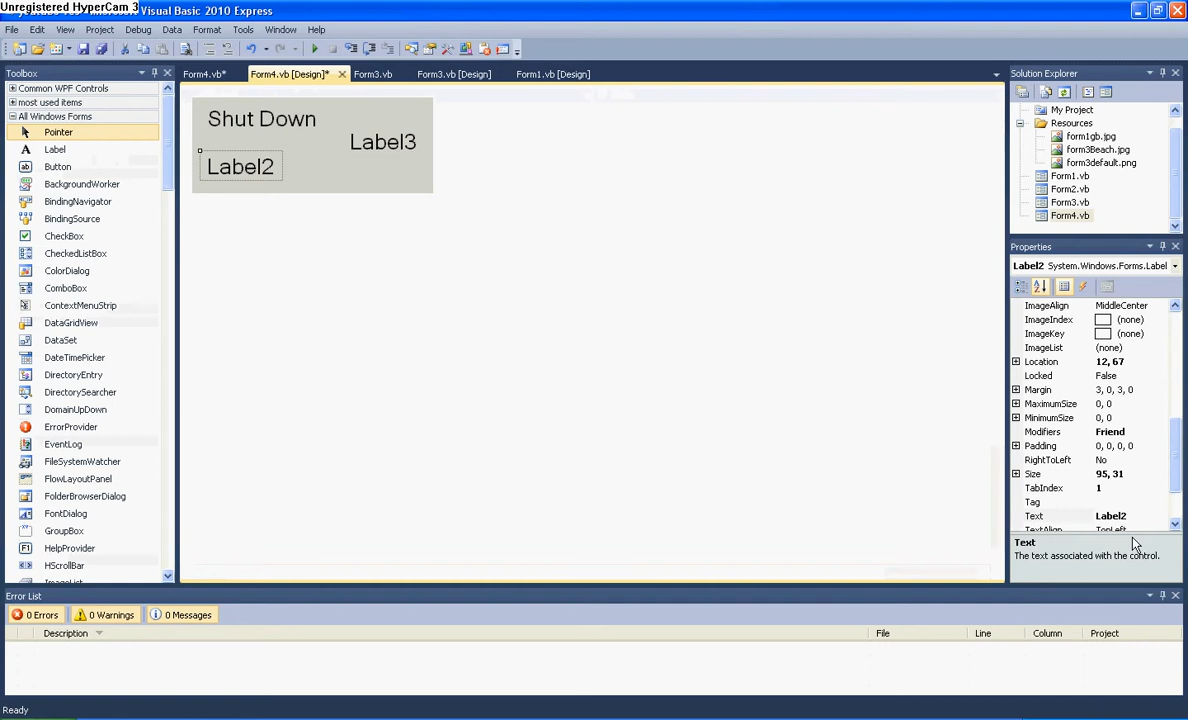 Unregistered HyperCam 3
Microsoft Visual Basic 2010 Express
File Edit View Project Debug Data Format Tools Window Help
Toolbox
Common WPF Controls
most used items
All Windows Forms
Pointer
Label
Button
BackgroundWorker
BindingNavigator
BindingSource
CheckBox
CheckedListBox
ColorDialog
ComboBox
ContextMenuStrip
DataGridView
DataSet
DateTimePicker
DirectoryEntry
DirectorySearcher
DomainUpDown
ErrorProvider
EventLog
FileSystemWatcher
FlowLayoutPanel
FolderBrowserDialog
FontDialog
GroupBox
HelpProvider
HScrollBar
ImageList
Form4.vb* Form4.vb [Design]* Form3.vb Form3.vb [Design] Form1.vb [Design]
Shut Down
Label3
Label2
Solution Explorer
My Project
Resources
form1gb.jpg
form3Beach.jpg
form3default.png
Form1.vb
Form2.vb
Form3.vb
Form4.vb
Properties
Label2 System.Windows.Forms.Label
ImageAlign MiddleCenter
ImageIndex (none)
ImageKey (none)
ImageList (none)
Location 12, 67
Locked False
Margin 3, 0, 3, 0
MaximumSize 0, 0
MinimumSize 0, 0
Modifiers Friend
Padding 0, 0, 0, 0
RightToLeft No
Size 95, 31
TabIndex 1
Tag
Text Label2
TextAlign TopLeft
Text
The text associated with the control.
Error List
0 Errors 0 Warnings 0 Messages
Description File Line Column Project
Ready